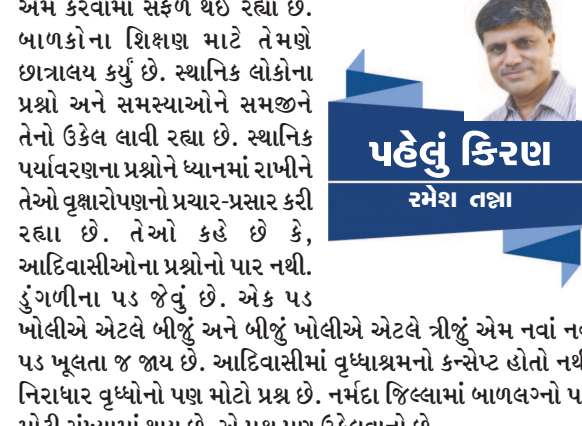 એમ કરવામાં સફળ થઈ રહ્યા છે.
બાળકોના શિક્ષણ માટે તેમણે
છાત્રાલય કર્યું છે. સ્થાનિક લોકોના
પ્રશ્નો અને સમસ્યાઓને સમજીને
તેનો ઉકેલ લાવી રહ્યા છે. સ્થાનિક
પર્યાવરણના પ્રશ્નોને ધ્યાનમાં રાખીને
તેઓ વૃક્ષારોપણનો પ્રચાર-પ્રસાર કરી
રહ્યા છે. તેઓ કહે છે કે,
આદિવાસીઓના પ્રશ્નોનો પાર નથી.
ડુંગળીના પડ જેવું છે. એક પડ
પહેલું કિરણ
રમેશ તન્ના
ખોલીએ એટલે બીજું અને બીજું ખોલીએ એટલે ત્રીજું એમ નવાં
પડ ખૂલતા જ જાય છે. આદિવાસીમાં વૃધ્ધાશ્રમનો કન્સેપ્ટ હોતો
નિરાધાર વૃધ્ધોનો પણ મોટો પ્રશ્ન છે. નર્મદા જિલ્લામાં બાળલગ્નો